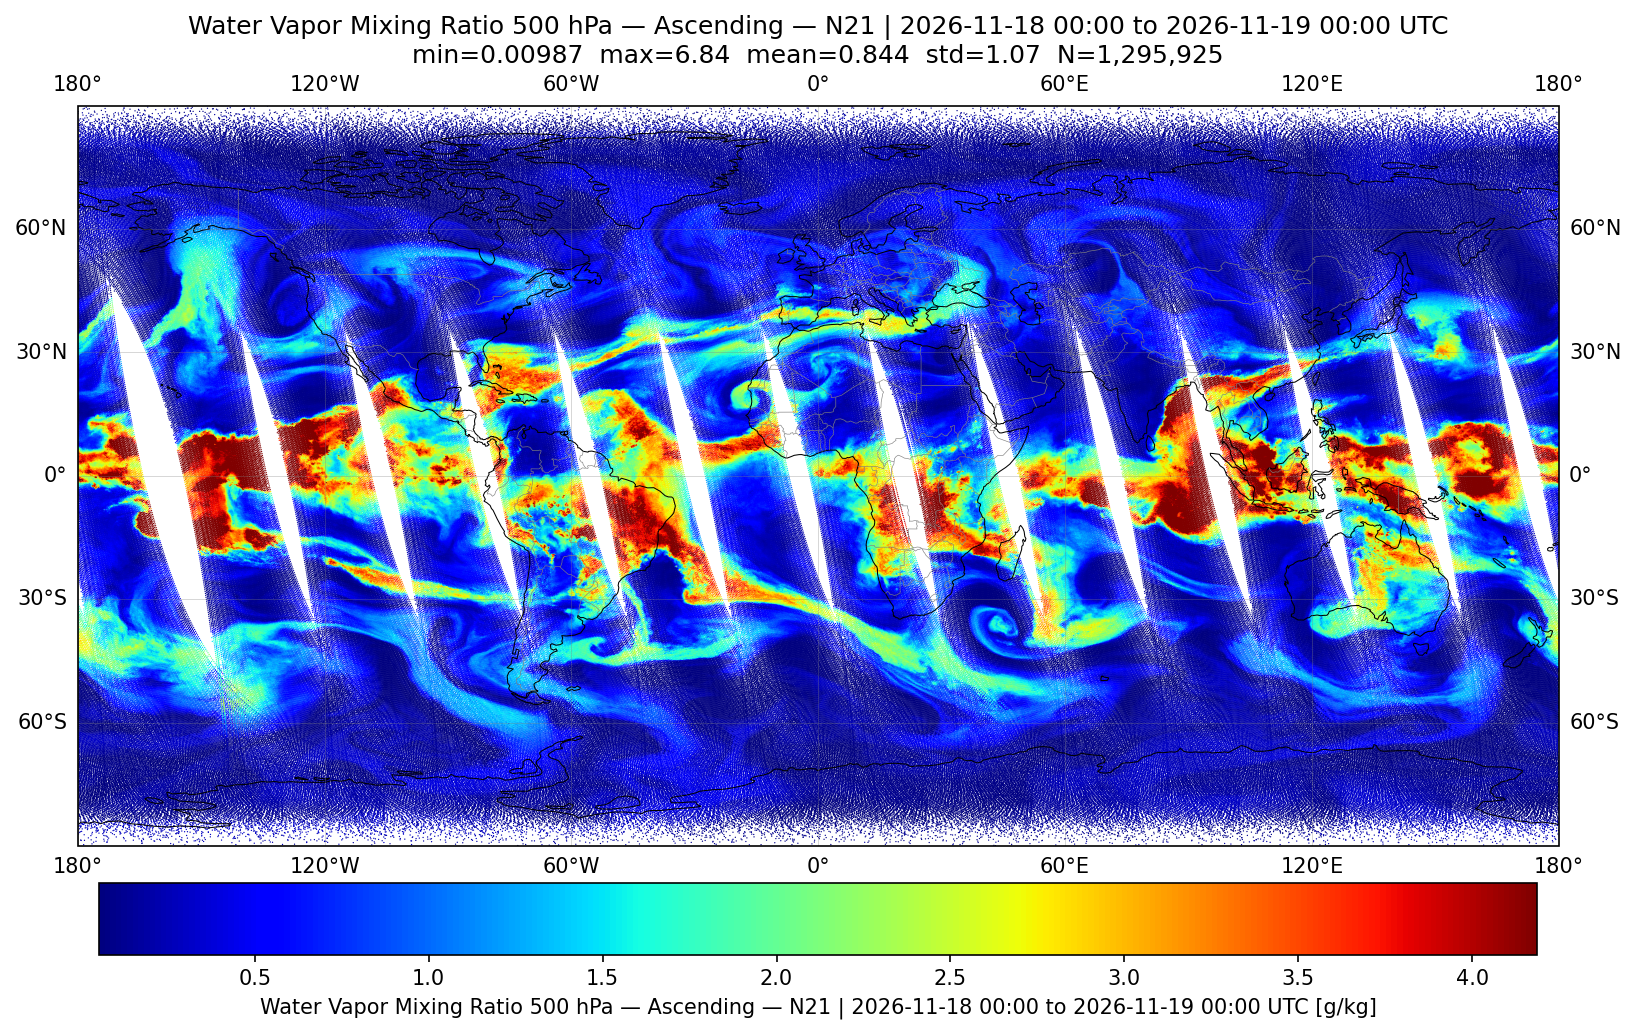 Water Vapor Mixing Ratio 500 hPa — Ascending — N21 | 2026-11-18 00:00 to 2026-11-19 00:00 UTC
min=0.00987 max=6.84 mean=0.844 std=1.07 N=1,295,925
180° 120°W 60°W 0° 60°E 120°E 180°
60°N 60°N
30°N 30°N
0° 0°
30°S 30°S
60°S 60°S
180° 120°W 60°W 0° 60°E 120°E 180°
0.5 1.0 1.5 2.0 2.5 3.0 3.5 4.0
Water Vapor Mixing Ratio 500 hPa — Ascending — N21 | 2026-11-18 00:00 to 2026-11-19 00:00 UTC [g/kg]